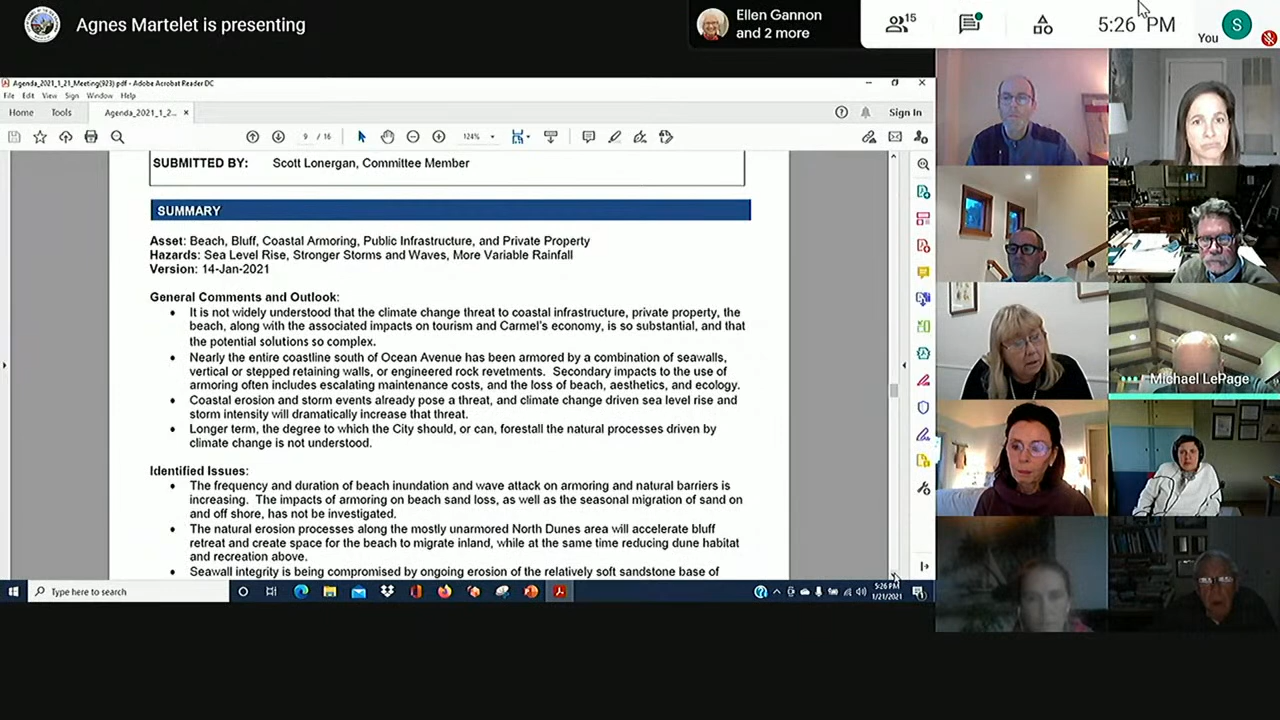 Agnes Martelet is presenting
Ellen Gannon
and 2 more
15
5:26 PM
You
S
Agenda_2021_1_21_Meeting(923).pdf - Adobe Acrobat Reader DC
File Edit View Sign Window Help
Home Tools Agenda_2021_1_2... × Sign In
9 / 16 124%
SUBMITTED BY: Scott Lonergan, Committee Member
SUMMARY
Asset: Beach, Bluff, Coastal Armoring, Public Infrastructure, and Private Property
Hazards: Sea Level Rise, Stronger Storms and Waves, More Variable Rainfall
Version: 14-Jan-2021
General Comments and Outlook:
• It is not widely understood that the climate change threat to coastal infrastructure, private property, the
beach, along with the associated impacts on tourism and Carmel's economy, is so substantial, and that
the potential solutions so complex.
• Nearly the entire coastline south of Ocean Avenue has been armored by a combination of seawalls,
vertical or stepped retaining walls, or engineered rock revetments. Secondary impacts to the use of
armoring often includes escalating maintenance costs, and the loss of beach, aesthetics, and ecology.
• Coastal erosion and storm events already pose a threat, and climate change driven sea level rise and
storm intensity will dramatically increase that threat.
• Longer term, the degree to which the City should, or can, forestall the natural processes driven by
climate change is not understood.
Identified Issues:
• The frequency and duration of beach inundation and wave attack on armoring and natural barriers is
increasing. The impacts of armoring on beach sand loss, as well as the seasonal migration of sand on
and off shore, has not be investigated.
• The natural erosion processes along the mostly unarmored North Dunes area will accelerate bluff
retreat and create space for the beach to migrate inland, while at the same time reducing dune habitat
and recreation above.
• Seawall integrity is being compromised by ongoing erosion of the relatively soft sandstone base of
Michael LePage
Type here to search
5:26 PM
1/21/2021